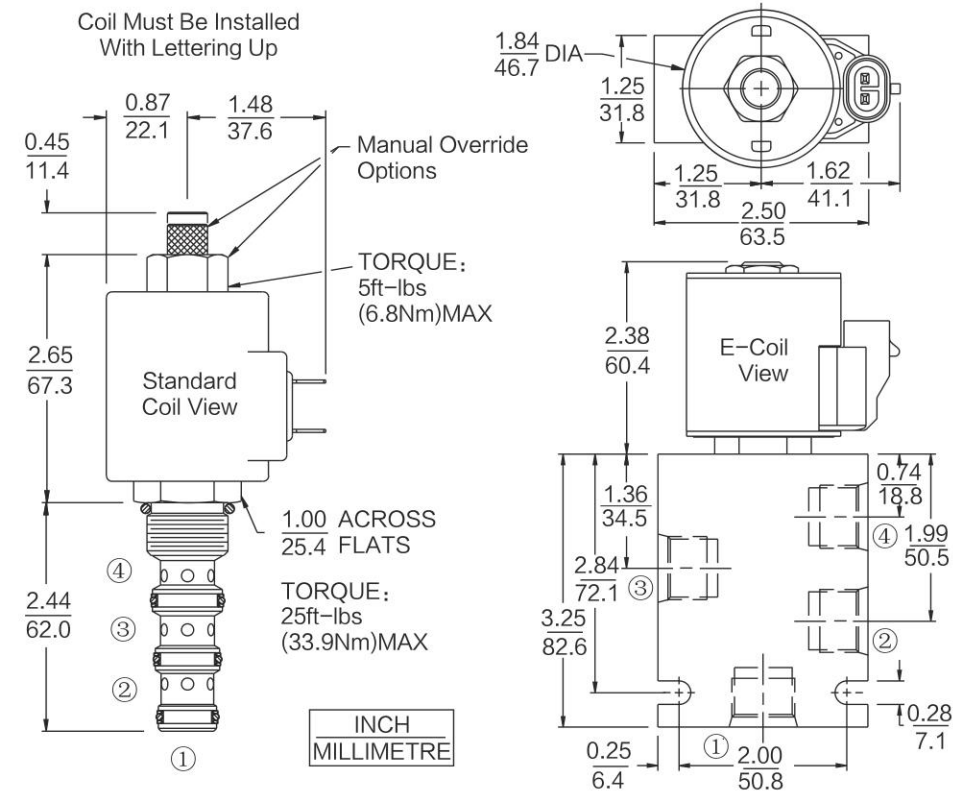 Coil Must Be Installed
With Lettering Up
0.87
22.1
1.48
37.6
0.45
11.4
Manual Override
Options
TORQUE:
5ft-lbs
(6.8Nm)MAX
2.65
67.3
Standard
Coil View
1.00 ACROSS
25.4 FLATS
TORQUE:
25ft-lbs
(33.9Nm)MAX
2.44
62.0
④
③
②
①
INCH
MILLIMETRE
1.84
46.7
DIA
1.25
31.8
1.25
31.8
1.62
41.1
2.50
63.5
2.38
60.4
E-Coil
View
1.36
34.5
0.74
18.8
④
1.99
50.5
2.84
72.1
③
3.25
82.6
②
0.28
7.1
①
0.25
6.4
2.00
50.8